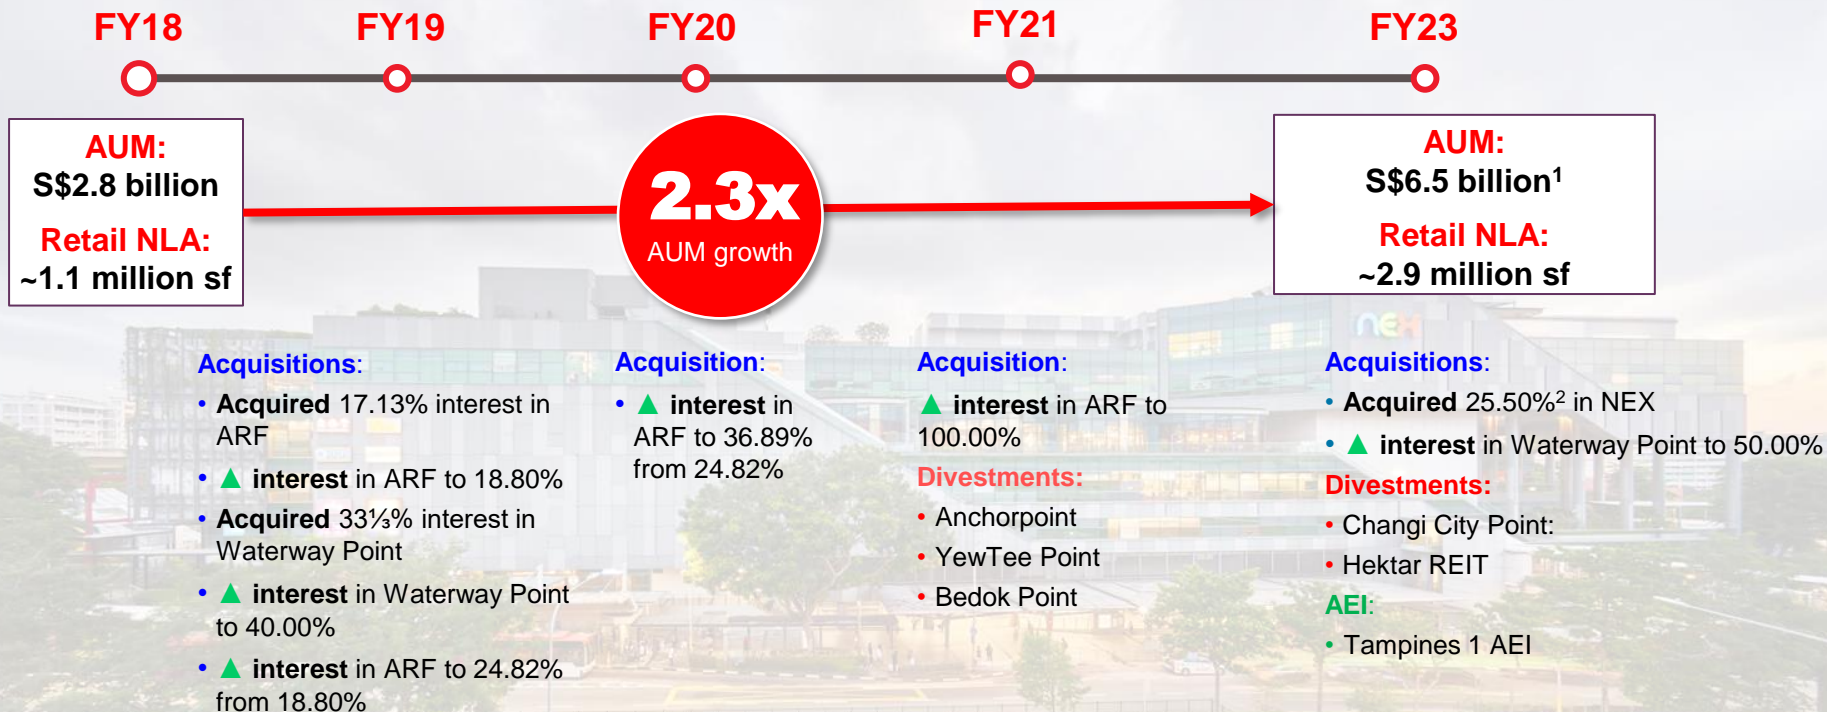 FY18
FY19
FY20
FY21
FY23
AUM:
S$2.8 billion
Retail NLA:
~1.1 million sf
2.3x
AUM growth
AUM:
S$6.5 billion¹
Retail NLA:
~2.9 million sf
nex
Acquisitions:
• Acquired 17.13% interest in
ARF
• ▲ interest in ARF to 18.80%
• Acquired 33⅓% interest in
Waterway Point
• ▲ interest in Waterway Point
to 40.00%
• ▲ interest in ARF to 24.82%
from 18.80%
Acquisition:
• ▲ interest in
ARF to 36.89%
from 24.82%
Acquisition:
▲ interest in ARF to
100.00%
Divestments:
• Anchorpoint
• YewTee Point
• Bedok Point
Acquisitions:
• Acquired 25.50%² in NEX
• ▲ interest in Waterway Point to 50.00%
Divestments:
• Changi City Point:
• Hektar REIT
AEI:
• Tampines 1 AEI